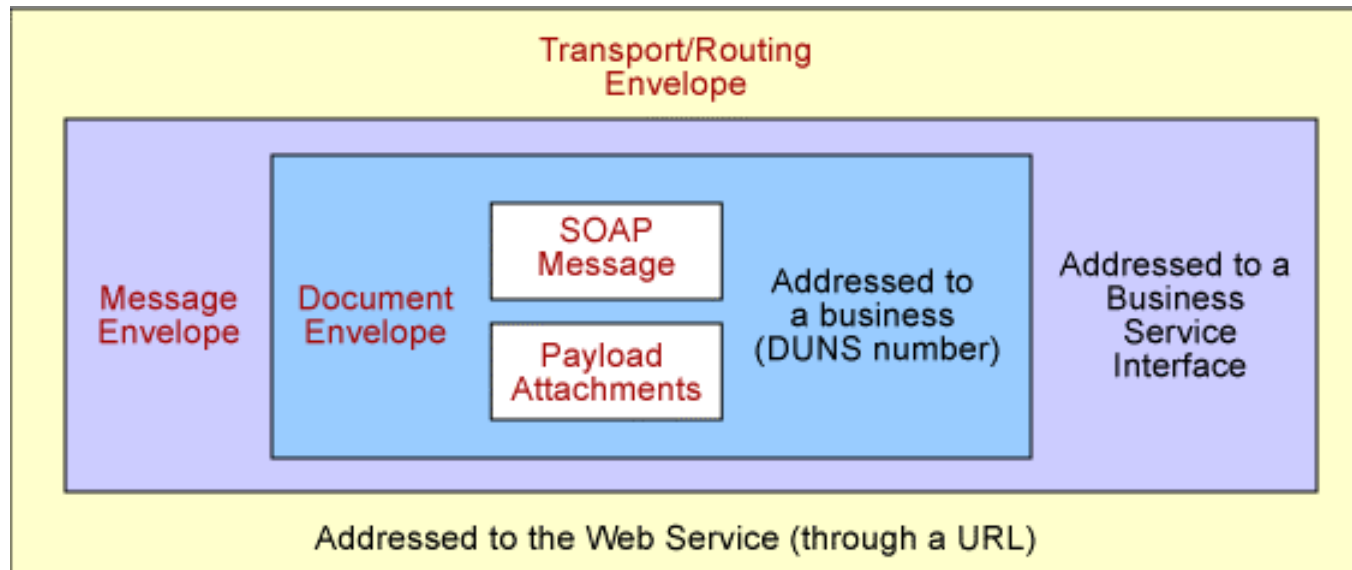 Transport/Routing
Envelope
Message
Envelope
Document
Envelope
SOAP
Message
Payload
Attachments
Addressed to
a business
(DUNS number)
Addressed to a
Business
Service
Interface
Addressed to the Web Service (through a URL)